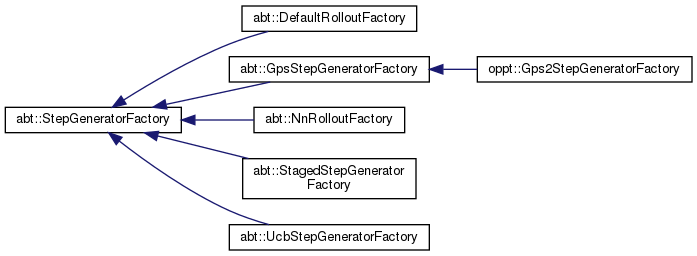 abt::DefaultRolloutFactory
abt::GpsStepGeneratorFactory
oppt::Gps2StepGeneratorFactory
abt::StepGeneratorFactory
abt::NnRolloutFactory
abt::StagedStepGenerator
Factory
abt::UcbStepGeneratorFactory